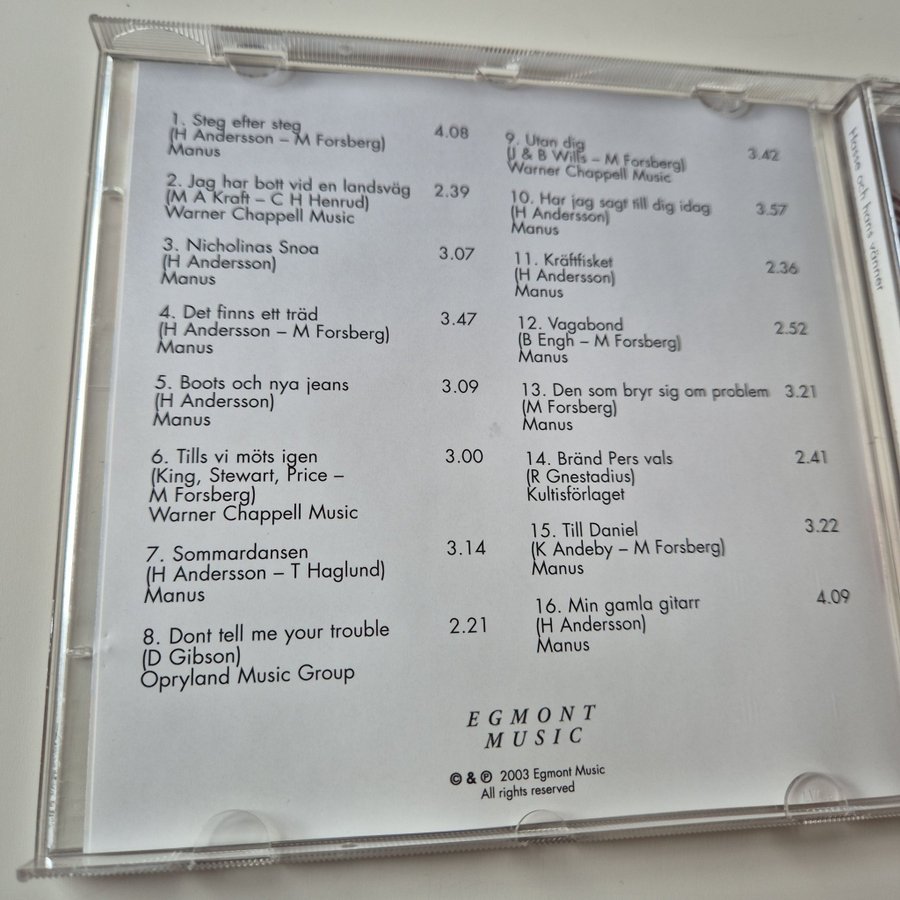 1. Steg efter steg 4.08
(H Andersson – M Forsberg)
Manus
2. Jag har bott vid en landsväg 2.39
(M A Kraft – C H Henrud)
Warner Chappell Music
3. Nicholinas Snoa 3.07
(H Andersson)
Manus
4. Det finns ett träd 3.47
(H Andersson – M Forsberg)
Manus
5. Boots och nya jeans 3.09
(H Andersson)
Manus
6. Tills vi möts igen 3.00
(King, Stewart, Price –
M Forsberg)
Warner Chappell Music
7. Sommardansen 3.14
(H Andersson – T Haglund)
Manus
8. Dont tell me your trouble 2.21
(D Gibson)
Opryland Music Group
9. Utan dig 3.42
(J & B Wills – M Forsberg)
Warner Chappell Music
10. Har jag sagt till dig idag 3.57
(H Andersson)
Manus
11. Kräftfisket 2.36
(H Andersson)
Manus
12. Vagabond 2.52
(B Engh – M Forsberg)
Manus
13. Den som bryr sig om problem 3.21
(M Forsberg)
Manus
14. Bränd Pers vals 2.41
(R Gnestadius)
Kultisförlaget
15. Till Daniel 3.22
(K Andeby – M Forsberg)
Manus
16. Min gamla gitarr 4.09
(H Andersson)
Manus
EGMONT
MUSIC
© & ℗ 2003 Egmont Music
All rights reserved
Hasse och hans vänner